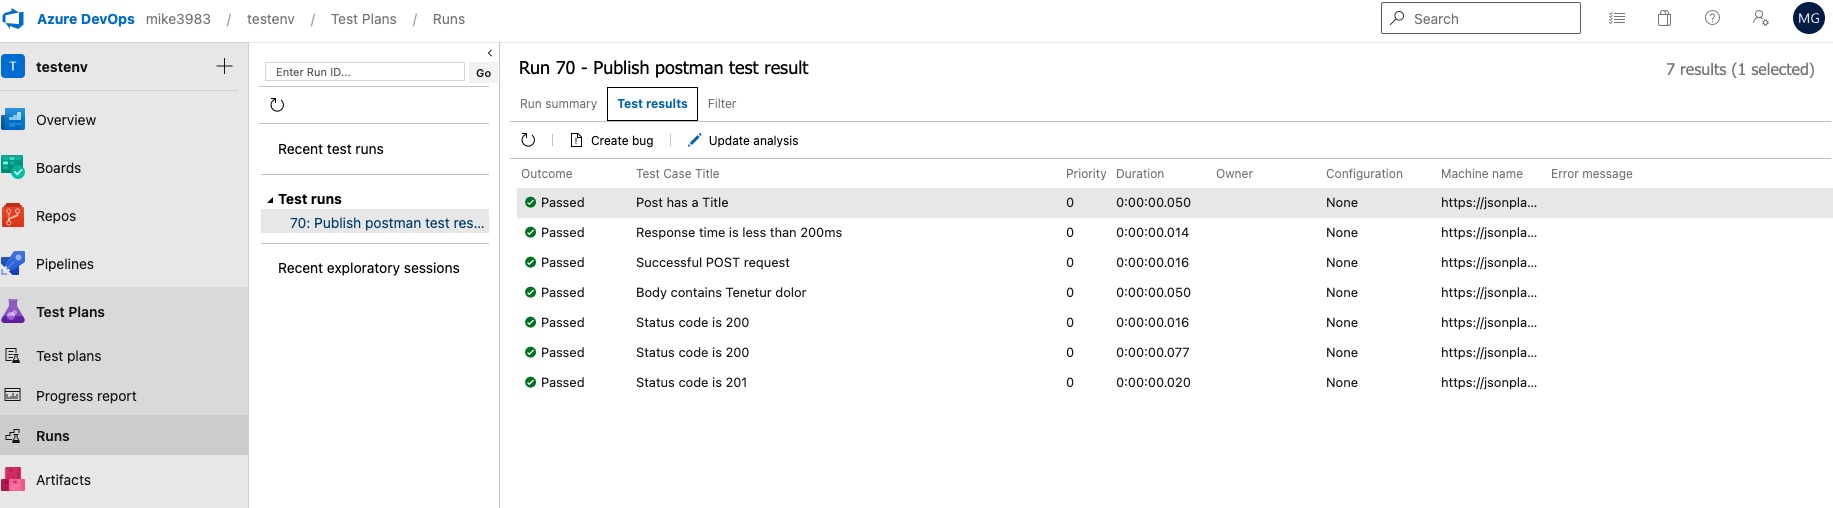 Azure DevOps mike3983 / testenv / Test Plans / Runs
Search
MG
T testenv
Overview
Boards
Repos
Pipelines
Test Plans
Test plans
Progress report
Runs
Artifacts
Enter Run ID...
Go
Recent test runs
Test runs
70: Publish postman test res...
Recent exploratory sessions
Run 70 - Publish postman test result
7 results (1 selected)
Run summary Test results Filter
Create bug Update analysis
Outcome Test Case Title Priority Duration Owner Configuration Machine name Error message
Passed Post has a Title 0 0:00:00.050 None https://jsonpla...
Passed Response time is less than 200ms 0 0:00:00.014 None https://jsonpla...
Passed Successful POST request 0 0:00:00.016 None https://jsonpla...
Passed Body contains Tenetur dolor 0 0:00:00.050 None https://jsonpla...
Passed Status code is 200 0 0:00:00.016 None https://jsonpla...
Passed Status code is 200 0 0:00:00.077 None https://jsonpla...
Passed Status code is 201 0 0:00:00.020 None https://jsonpla...